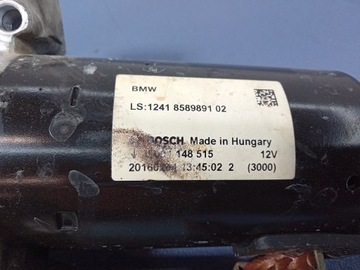 BMW
LS:1241 8589891 02
BOSCH Made in Hungary
148 515 12V
13:45:02 2 (3000)